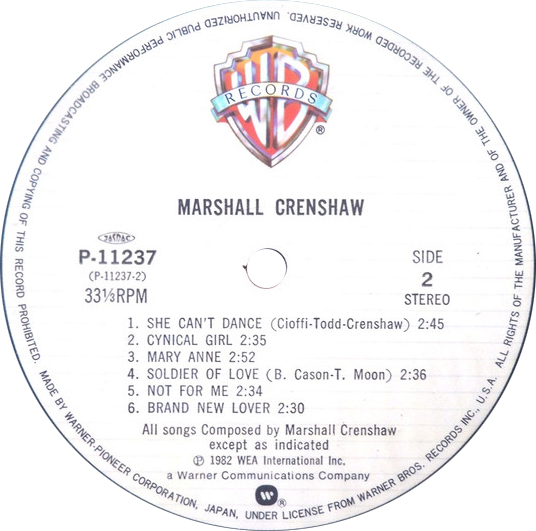 UNAUTHORIZED PUBLIC PERFORMANCE BROADCASTING AND COPYING OF THIS RECORD PROHIBITED.
ALL RIGHTS OF THE MANUFACTURER AND OF THE OWNER OF THE RECORDED WORK RESERVED.
WB
RECORDS
®
MARSHALL CRENSHAW
P-11237
(P-11237-2)
33⅓RPM
SIDE
2
STEREO
1. SHE CAN'T DANCE (Cioffi-Todd-Crenshaw) 2:45
2. CYNICAL GIRL 2:35
3. MARY ANNE 2:52
4. SOLDIER OF LOVE (B. Cason-T. Moon) 2:36
5. NOT FOR ME 2:34
6. BRAND NEW LOVER 2:30
All songs Composed by Marshall Crenshaw
except as indicated
℗ 1982 WEA International Inc.
a Warner Communications Company
®
MADE BY WARNER-PIONEER CORPORATION, JAPAN, UNDER LICENSE FROM WARNER BROS. RECORDS INC., U.S.A.